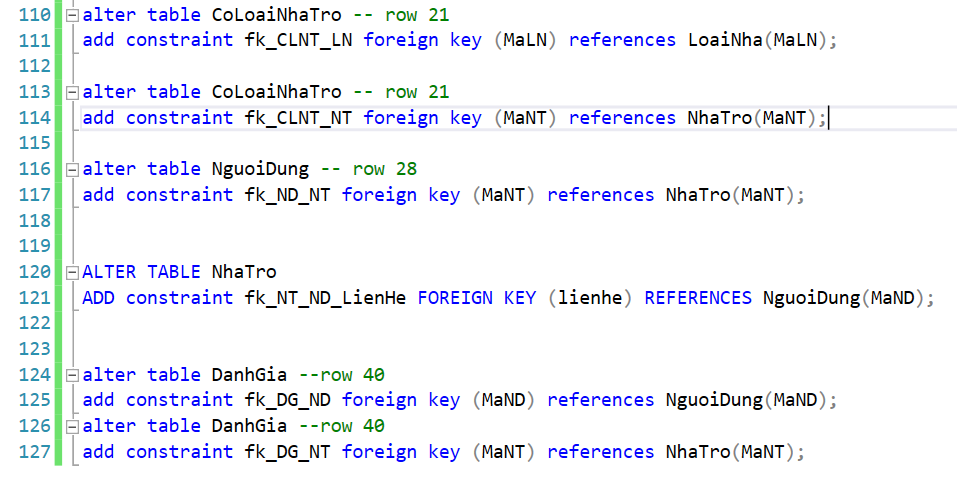 110 alter table CoLoaiNhaTro -- row 21
111 add constraint fk_CLNT_LN foreign key (MaLN) references LoaiNha(MaLN);
112
113 alter table CoLoaiNhaTro -- row 21
114 add constraint fk_CLNT_NT foreign key (MaNT) references NhaTro(MaNT);
115
116 alter table NguoiDung -- row 28
117 add constraint fk_ND_NT foreign key (MaNT) references NhaTro(MaNT);
118
119
120 ALTER TABLE NhaTro
121 ADD constraint fk_NT_ND_LienHe FOREIGN KEY (lienhe) REFERENCES NguoiDung(MaND);
122
123
124 alter table DanhGia --row 40
125 add constraint fk_DG_ND foreign key (MaND) references NguoiDung(MaND);
126 alter table DanhGia --row 40
127 add constraint fk_DG_NT foreign key (MaNT) references NhaTro(MaNT);